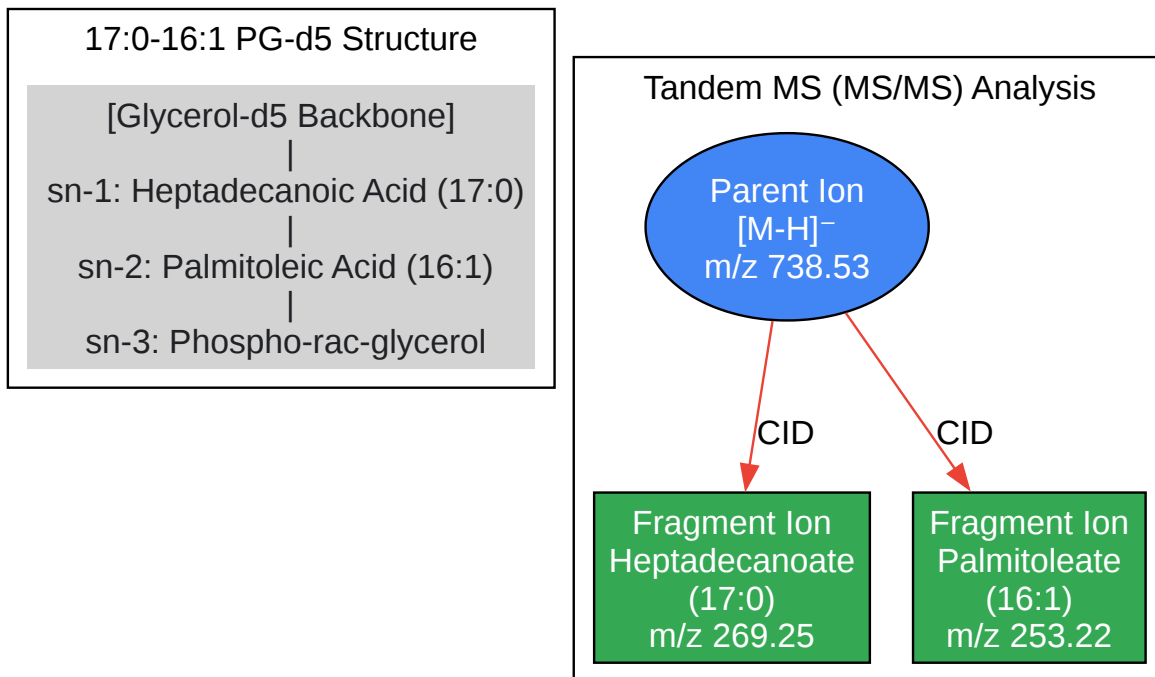 17:0-16:1 PG-d5 Structure
[Glycerol-d5 Backbone]
|
sn-1: Heptadecanoic Acid (17:0)
|
sn-2: Palmitoleic Acid (16:1)
|
sn-3: Phospho-rac-glycerol
Tandem MS (MS/MS) Analysis
Parent Ion
[M-H]⁻
m/z 738.53
CID
CID
Fragment Ion
Heptadecanoate
(17:0)
m/z 269.25
Fragment Ion
Palmitoleate
(16:1)
m/z 253.22